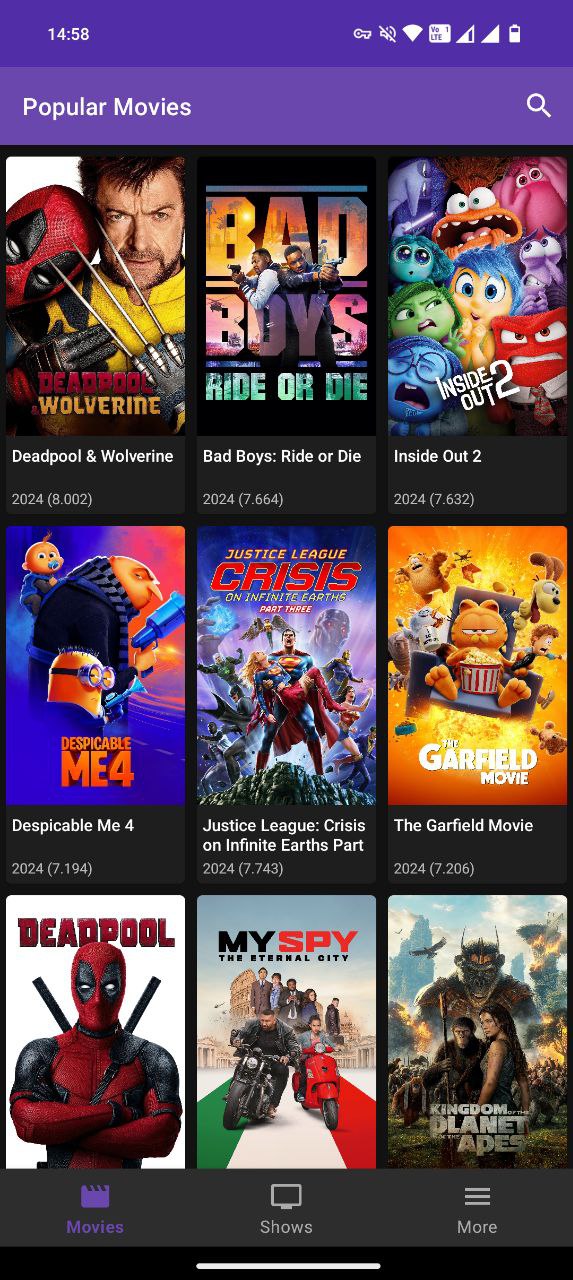 14:58
Vo 1
LTE
Popular Movies
DEADPOOL
& WOLVERINE
BAD
BOYS
RIDE OR DIE
INSIDE
OUT 2
Deadpool & Wolverine
Bad Boys: Ride or Die
Inside Out 2
2024 (8.002)
2024 (7.664)
2024 (7.632)
DESPICABLE
ME 4
JUSTICE LEAGUE
CRISIS
ON INFINITE EARTHS
PART THREE
THE
GARFIELD
MOVIE
Despicable Me 4
Justice League: Crisis
on Infinite Earths Part
The Garfield Movie
2024 (7.194)
2024 (7.743)
2024 (7.206)
DEADPOOL
MY SPY
THE ETERNAL CITY
KINGDOM OF THE
PLANET
OF THE APES
Movies
Shows
More